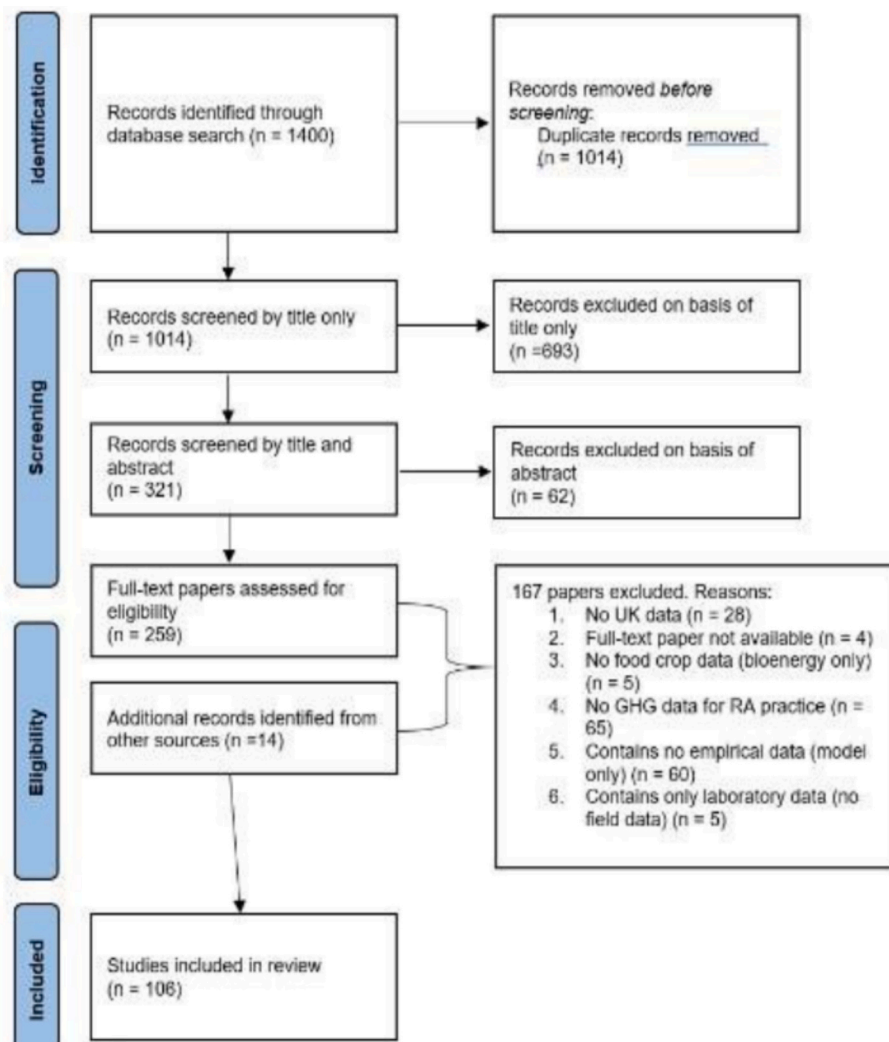 Identification
Records identified through
database search (n = 1400)
Records removed before
screening:
Duplicate records removed
(n = 1014)
Screening
Records screened by title only
(n = 1014)
Records excluded on basis of
title only
(n =693)
Records screened by title and
abstract
(n = 321)
Records excluded on basis of
abstract
(n = 62)
Eligibility
Full-text papers assessed for
eligibility
(n = 259)
Additional records identified from
other sources (n =14)
167 papers excluded. Reasons:
1. No UK data (n = 28)
2. Full-text paper not available (n = 4)
3. No food crop data (bioenergy only)
(n = 5)
4. No GHG data for RA practice (n =
65)
5. Contains no empirical data (model
only) (n = 60)
6. Contains only laboratory data (no
field data) (n = 5)
Included
Studies included in review
(n = 106)